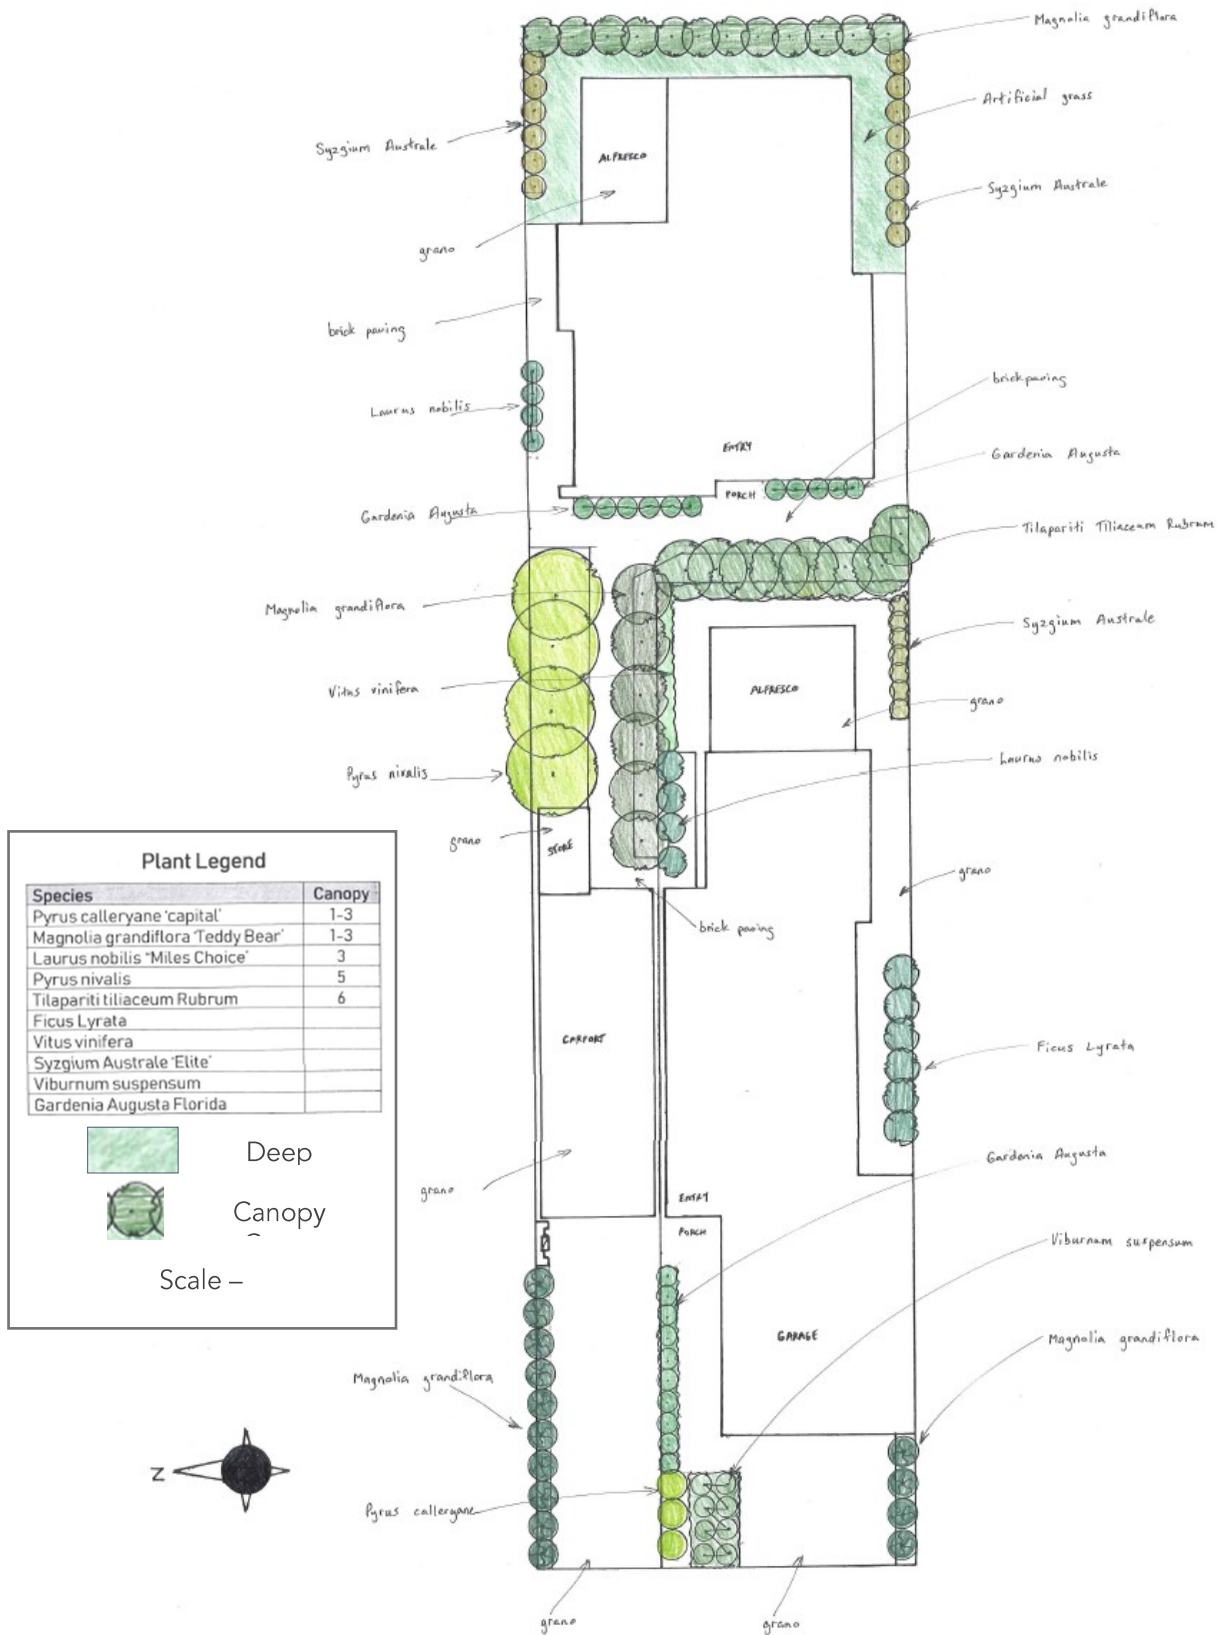 Magnolia grandiflora
Artificial grass
Syzgium Australe
ALFRESCO
Syzgium Australe
grano
brick paving
brick paving
Laurus nobilis
ENTRY
Gardenia Augusta
PORCH
Gardenia Augusta
Tilapariti Tiliaceum Rubrum
Magnolia grandiflora
Syzgium Australe
Vitus vinifera
ALFRESCO
grano
Laurus nobilis
Pyrus nivalis
grano
STORE
grano
brick paving
Plant Legend
Species Canopy
Pyrus calleryane 'capital' 1-3
Magnolia grandiflora 'Teddy Bear' 1-3
Laurus nobilis "Miles Choice' 3
Pyrus nivalis 5
Tilapariti tiliaceum Rubrum 6
Ficus Lyrata
Vitus vinifera
Syzgium Australe 'Elite'
Viburnum suspensum
Gardenia Augusta Florida
Deep
Canopy
Scale –
CARPORT
Ficus Lyrata
Gardenia Augusta
grano
ENTRY
PORCH
Viburnum suspensum
GARAGE
Magnolia grandiflora
Magnolia grandiflora
N
Pyrus calleryane
grano
grano